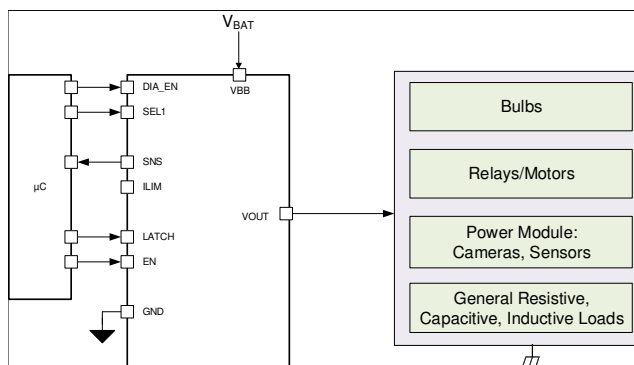 VBAT
DIA_EN
SEL1
VBB
SNS
ILIM
µC
VOUT
LATCH
EN
GND
Bulbs
Relays/Motors
Power Module:
Cameras, Sensors
General Resistive,
Capacitive, Inductive Loads